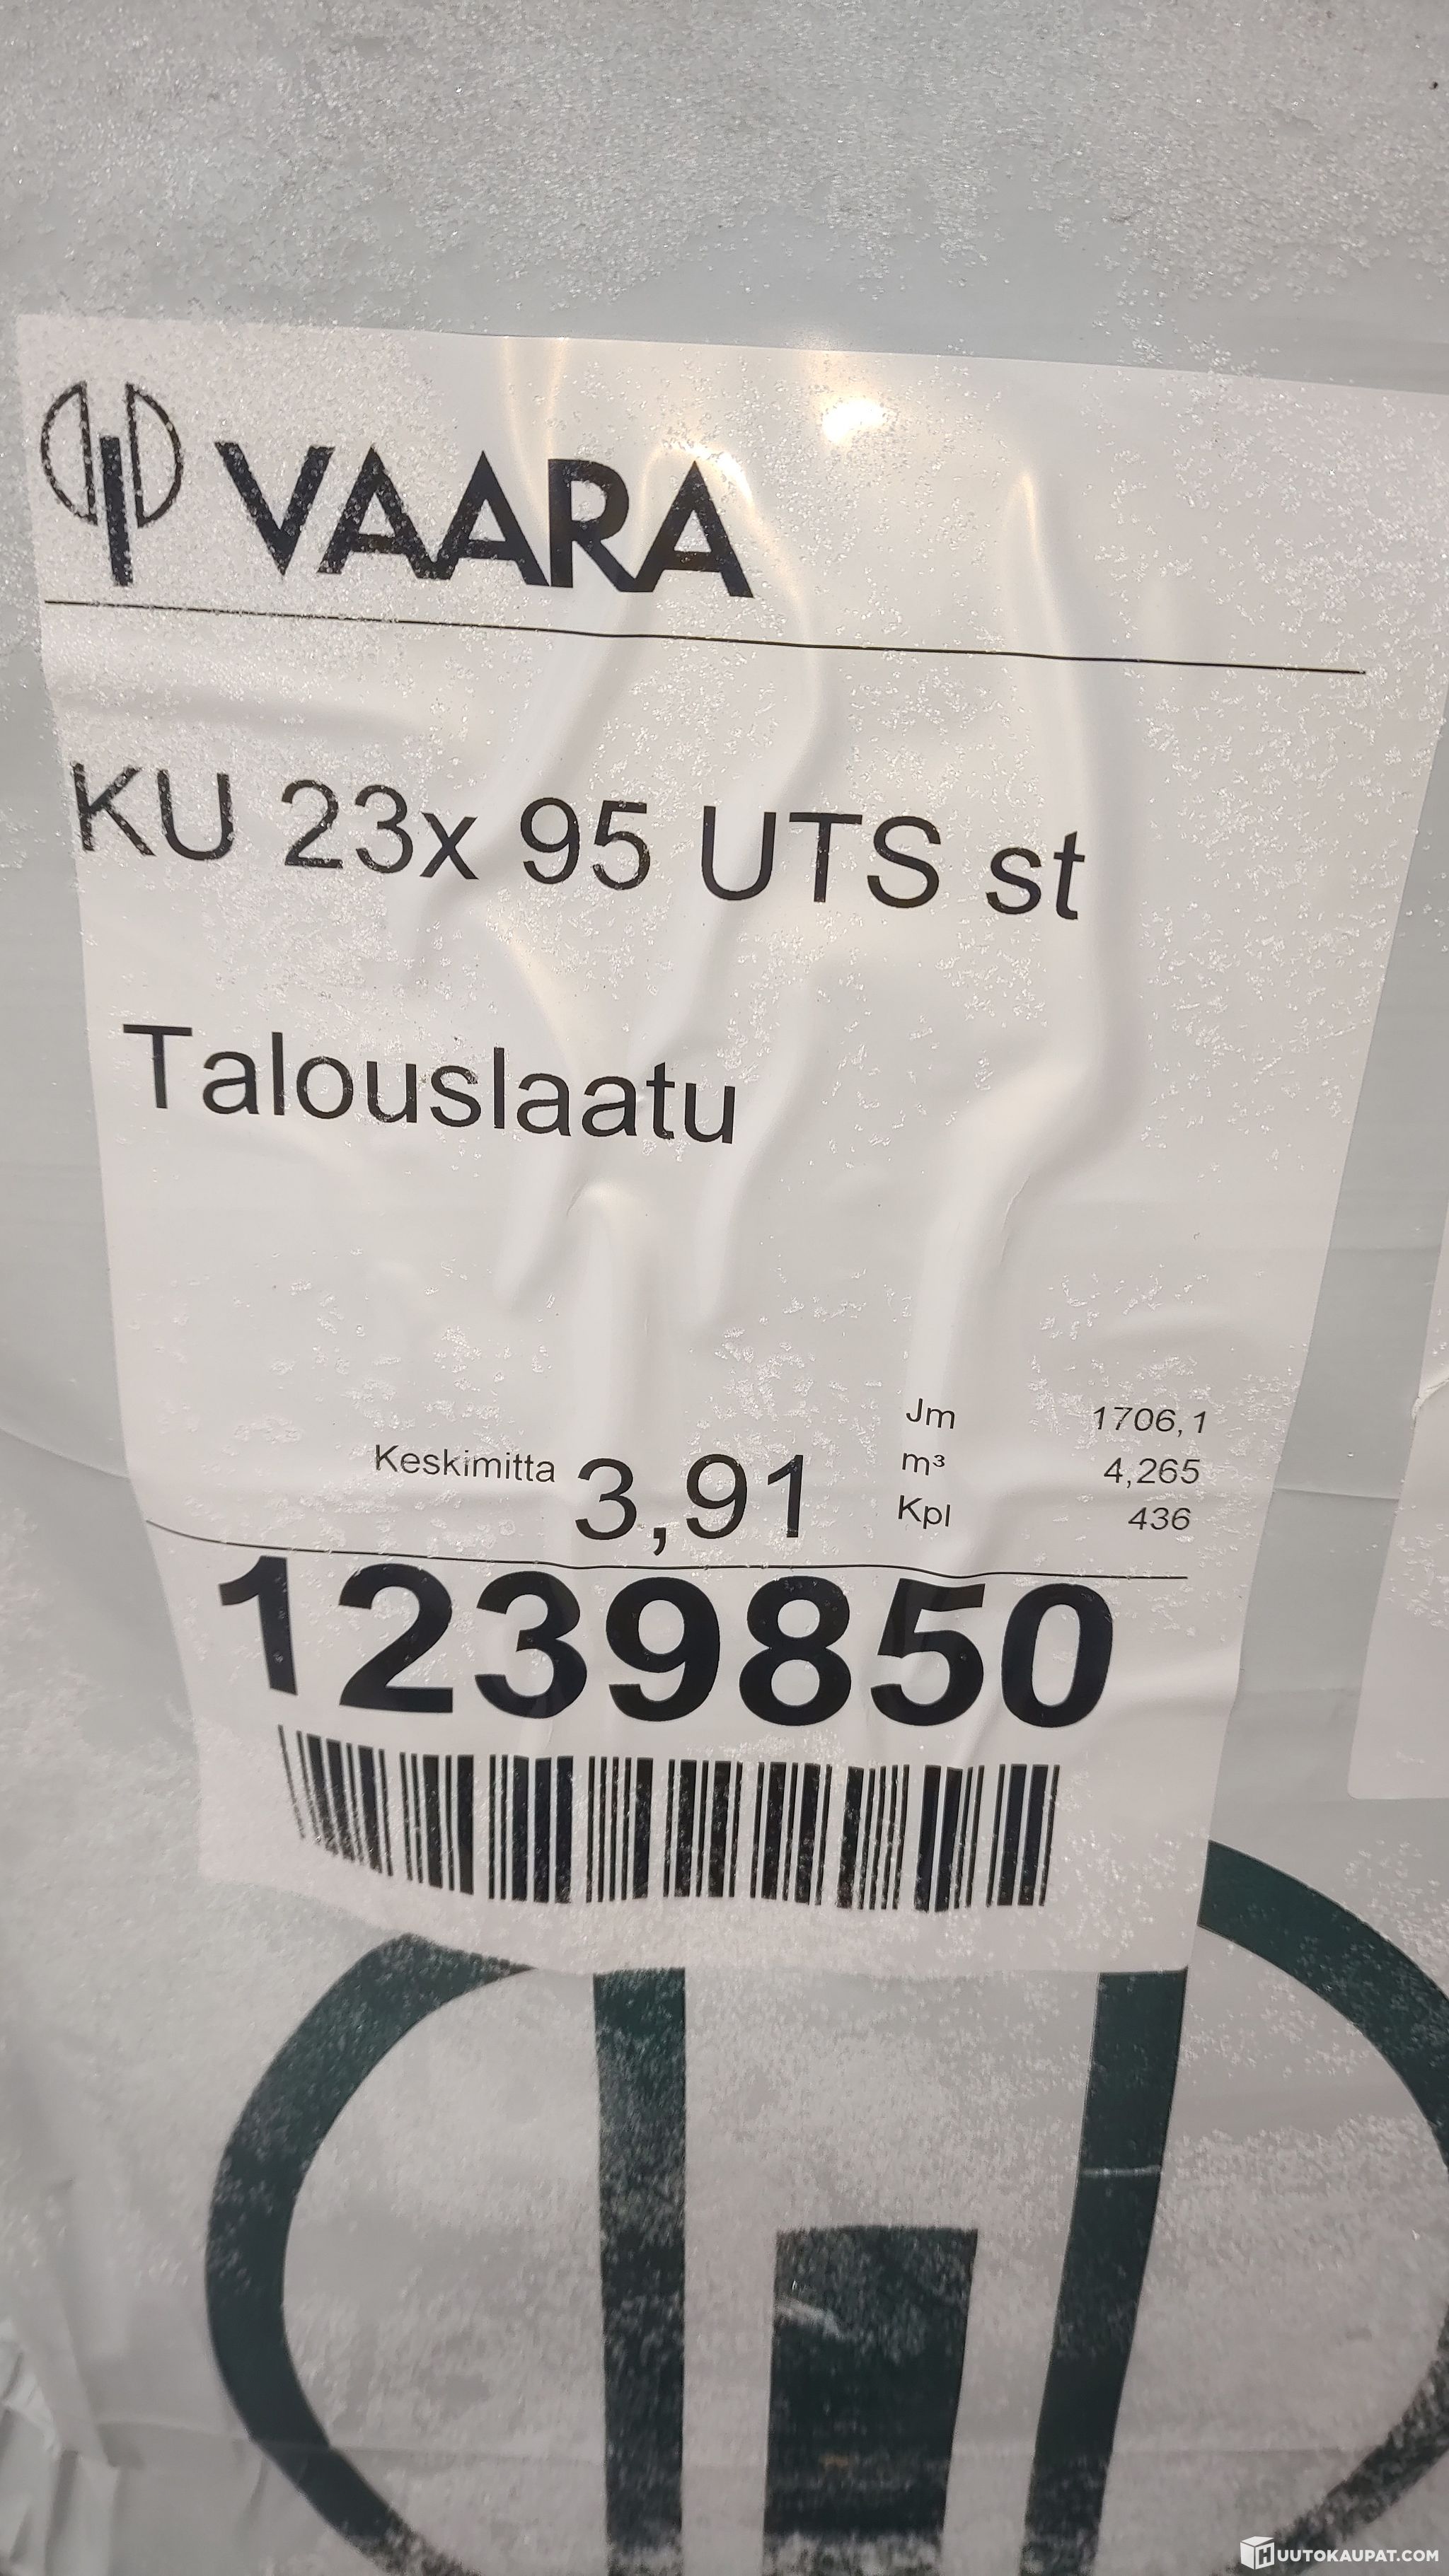 VAARA
KU 23x 95 UTS st
Talouslaatu
Jm 1706,1
Keskimitta 3,91 m³ 4,265
Kpl 436
1239850
HUUTOKAUPAT.COM